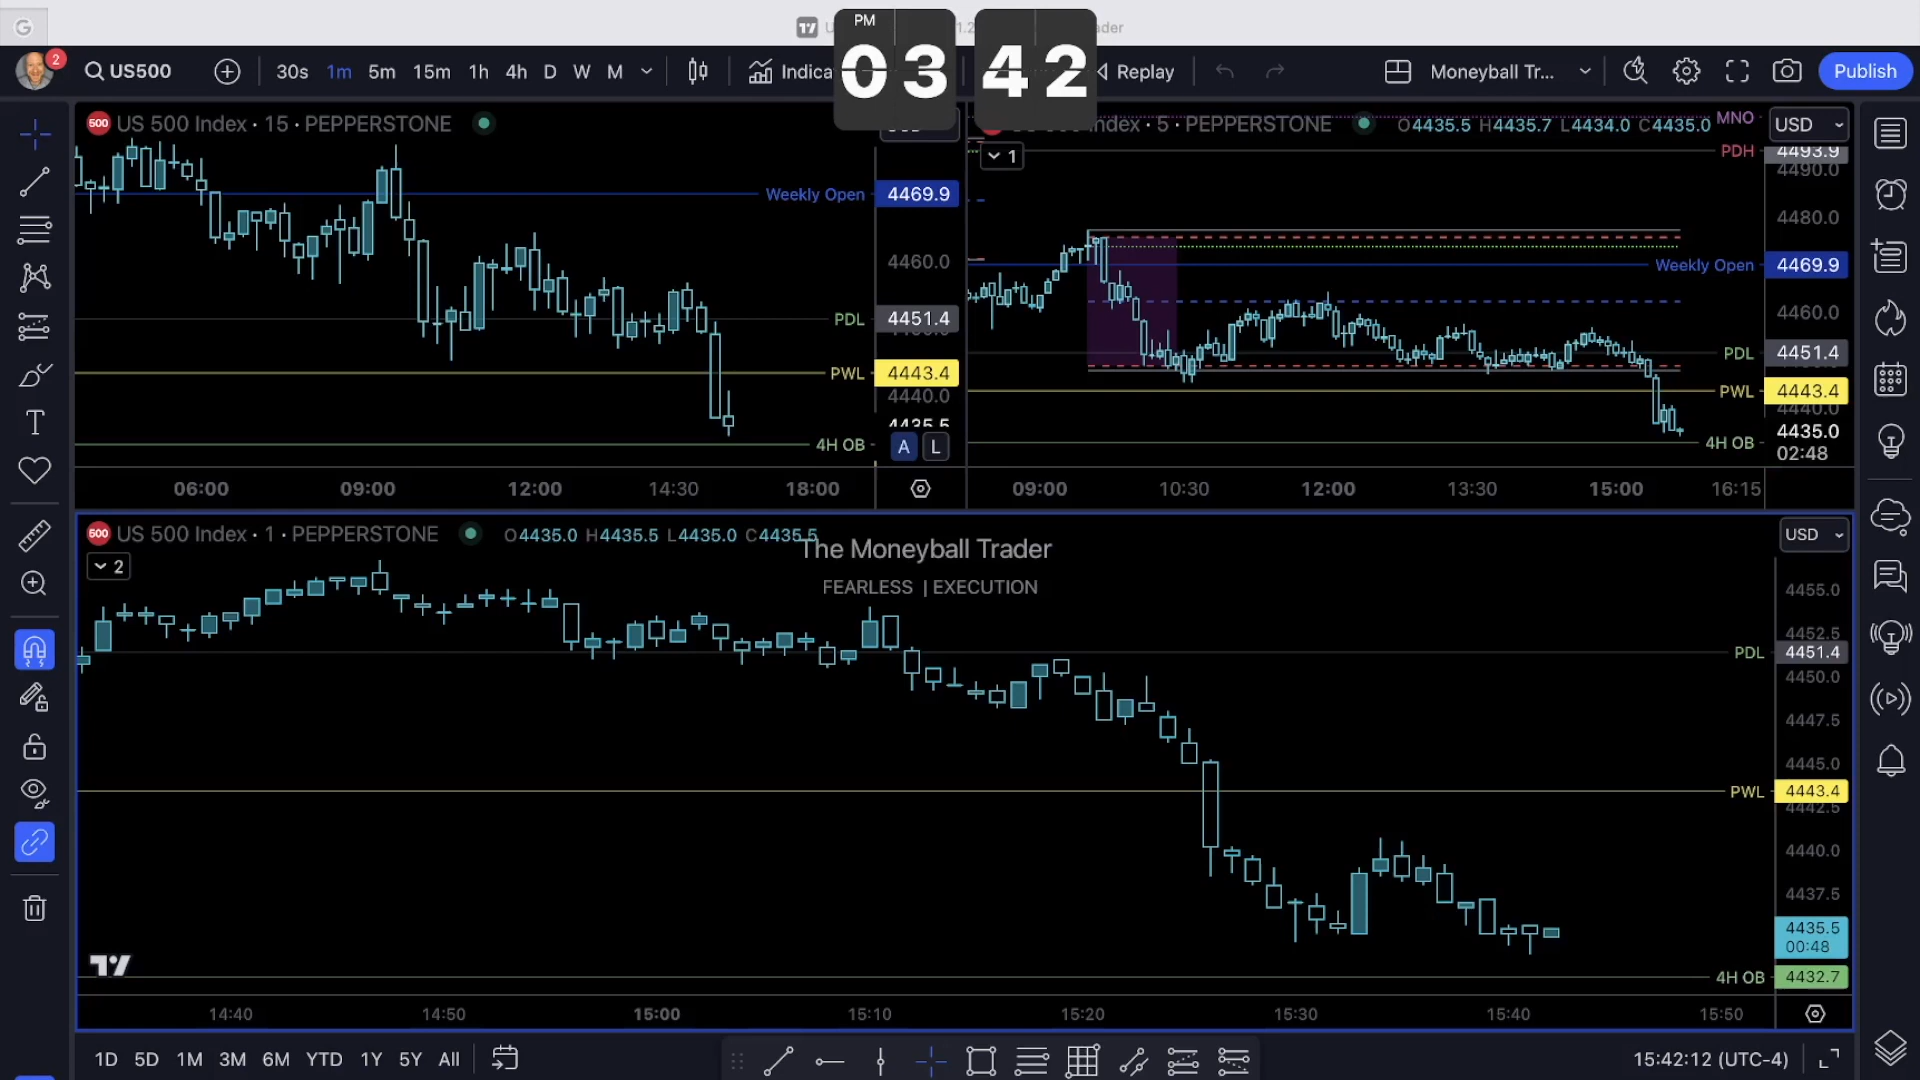 G
PM
03 42
2
US500
30s 1m 5m 15m 1h 4h D W M
Indica
Replay
Moneyball Tr...
Publish
500 US 500 Index · 15 · PEPPERSTONE
Weekly Open 4469.9
4460.0
PDL 4451.4
PWL 4443.4
4440.0
4435.5
4H OB
A L
06:00 09:00 12:00 14:30 18:00
Index · 5 · PEPPERSTONE
O4435.5 H4435.7 L4434.0 C4435.0
1
MNO
USD
PDH 4493.9
4490.0
4480.0
Weekly Open 4469.9
4460.0
PDL 4451.4
PWL 4443.4
4440.0
4435.0
02:48
4H OB
09:00 10:30 12:00 13:30 15:00 16:15
500 US 500 Index · 1 · PEPPERSTONE
O4435.0 H4435.5 L4435.0 C4435.5
2
The Moneyball Trader
FEARLESS | EXECUTION
USD
4455.0
4452.5
PDL 4451.4
4450.0
4447.5
4445.0
PWL 4443.4
4442.5
4440.0
4437.5
4435.5
00:48
4H OB 4432.7
14:40 14:50 15:00 15:10 15:20 15:30 15:40 15:50
1D 5D 1M 3M 6M YTD 1Y 5Y All
15:42:12 (UTC-4)